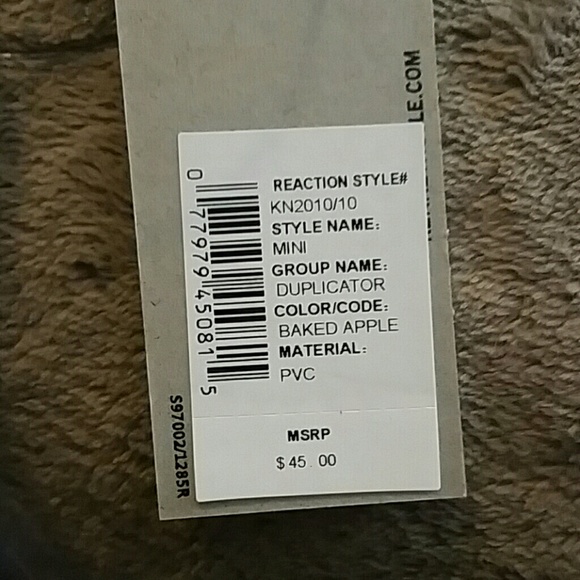 LE.COM
REACTION STYLE#
KN2010/10
STYLE NAME:
MINI
GROUP NAME:
DUPLICATOR
COLOR/CODE:
BAKED APPLE
MATERIAL:
PVC
0 77979 45081 5
MSRP
$45.00
S97002/1285R